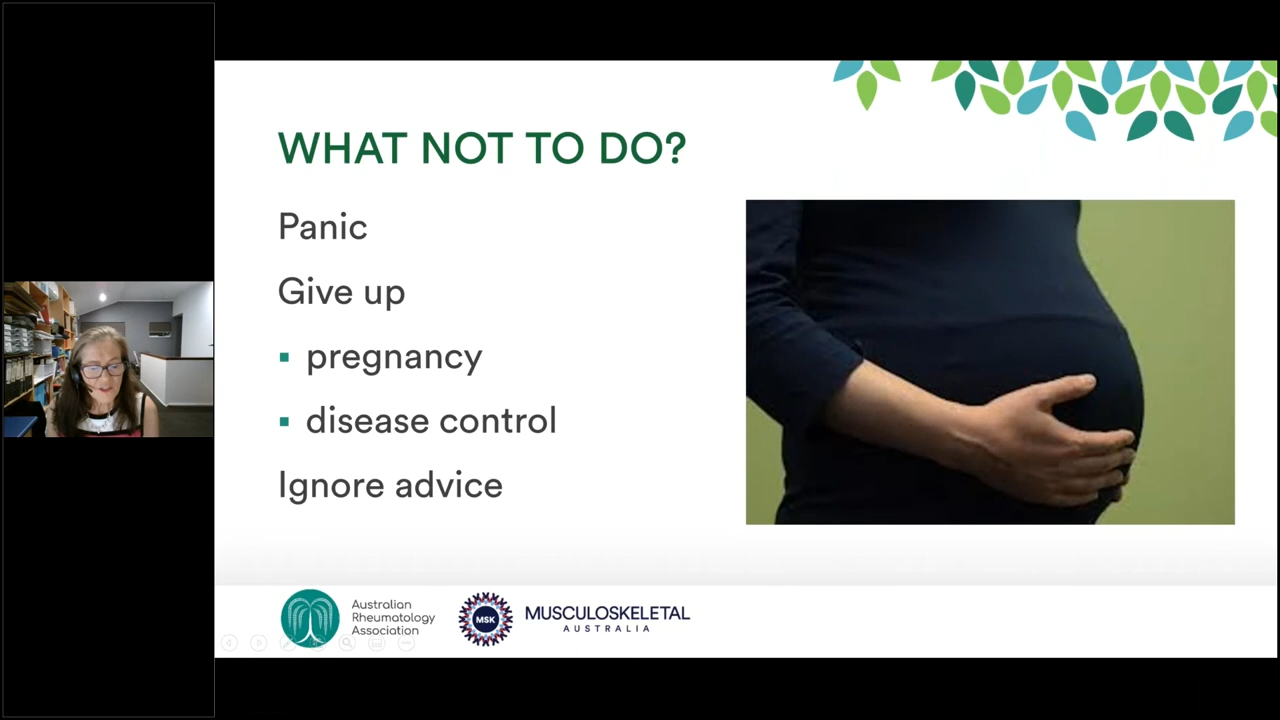 WHAT NOT TO DO?
Panic
Give up
▪ pregnancy
▪ disease control
Ignore advice
Australian
Rheumatology
Association
MSK
MUSCULOSKELETAL
AUSTRALIA